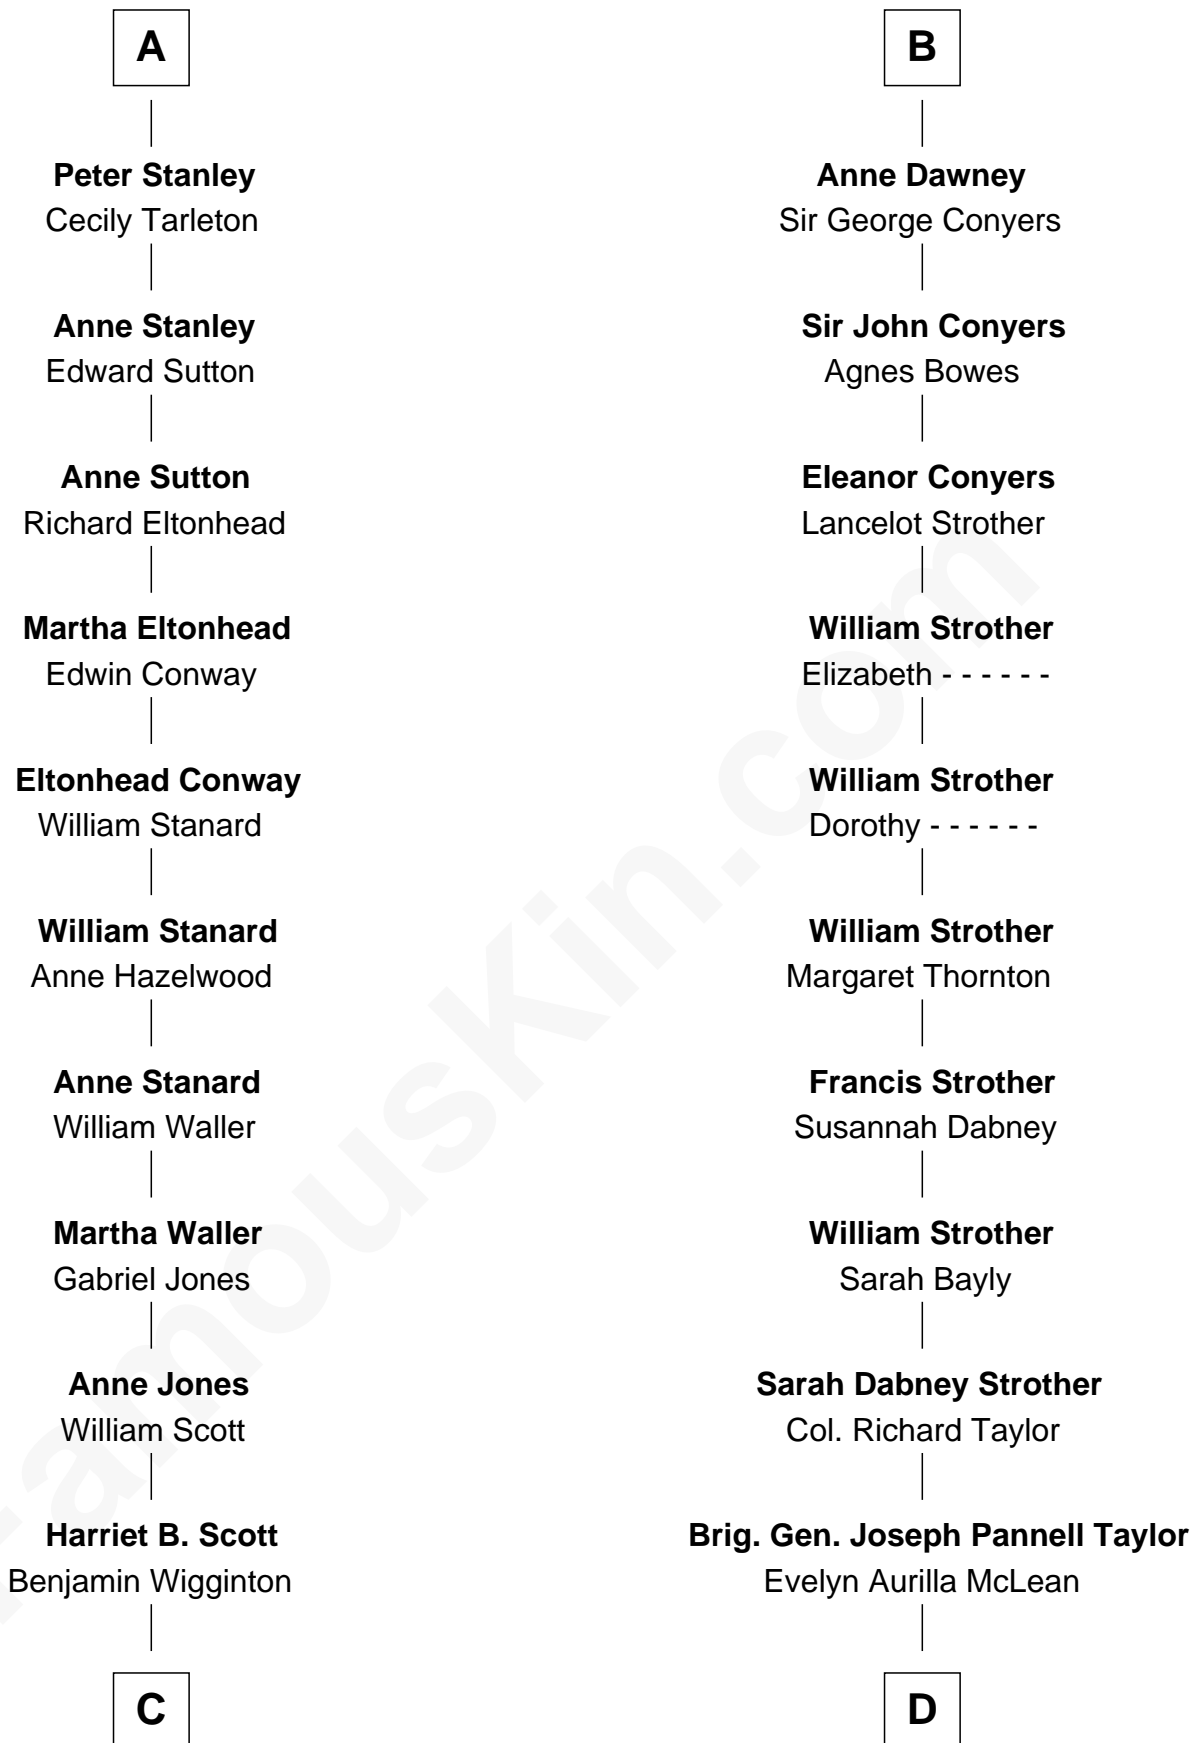 A
Peter Stanley
Cecily Tarleton
Anne Stanley
Edward Sutton
Anne Sutton
Richard Eltonhead
Martha Eltonhead
Edwin Conway
Eltonhead Conway
William Stanard
William Stanard
Anne Hazelwood
Anne Stanard
William Waller
Martha Waller
Gabriel Jones
Anne Jones
William Scott
Harriet B. Scott
Benjamin Wigginton
C
B
Anne Dawney
Sir George Conyers
Sir John Conyers
Agnes Bowes
Eleanor Conyers
Lancelot Strother
William Strother
Elizabeth - - - - - -
William Strother
Dorothy - - - - - -
William Strother
Margaret Thornton
Francis Strother
Susannah Dabney
William Strother
Sarah Bayly
Sarah Dabney Strother
Col. Richard Taylor
Brig. Gen. Joseph Pannell Taylor
Evelyn Aurilla McLean
D
FamousKin.com